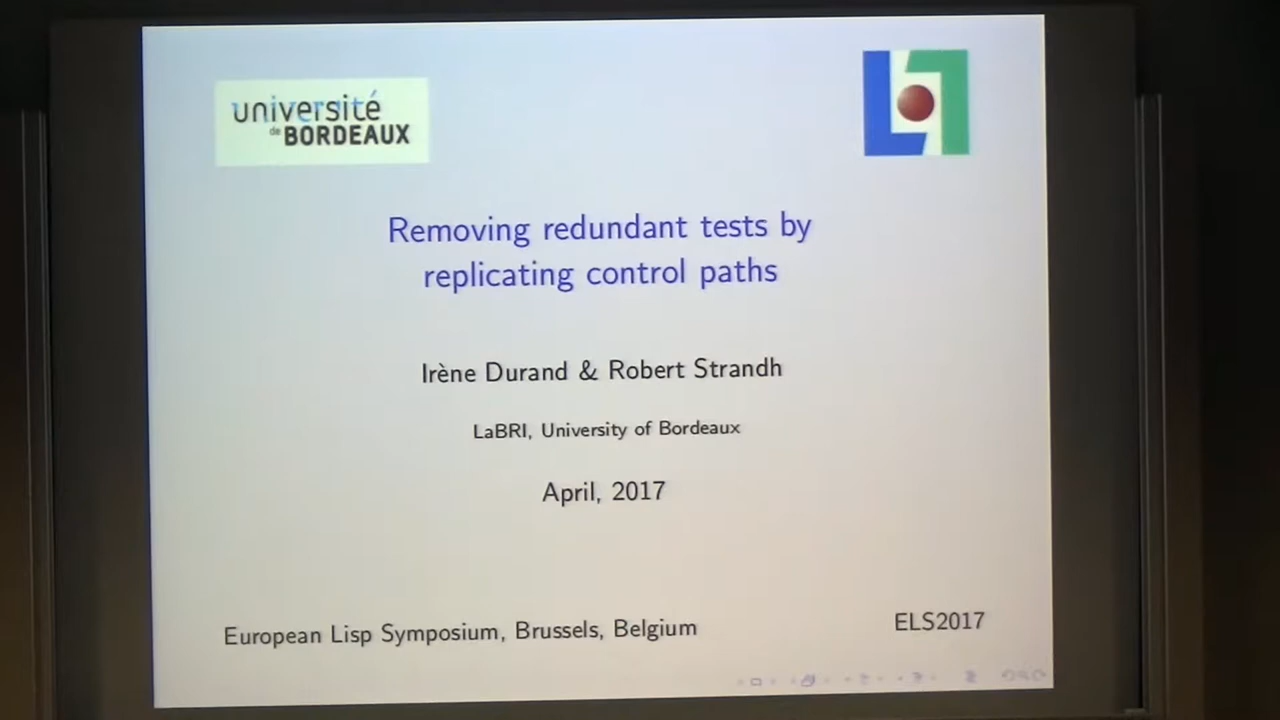 université
de BORDEAUX
Removing redundant tests by
replicating control paths
Irène Durand & Robert Strandh
LaBRI, University of Bordeaux
April, 2017
European Lisp Symposium, Brussels, Belgium
ELS2017